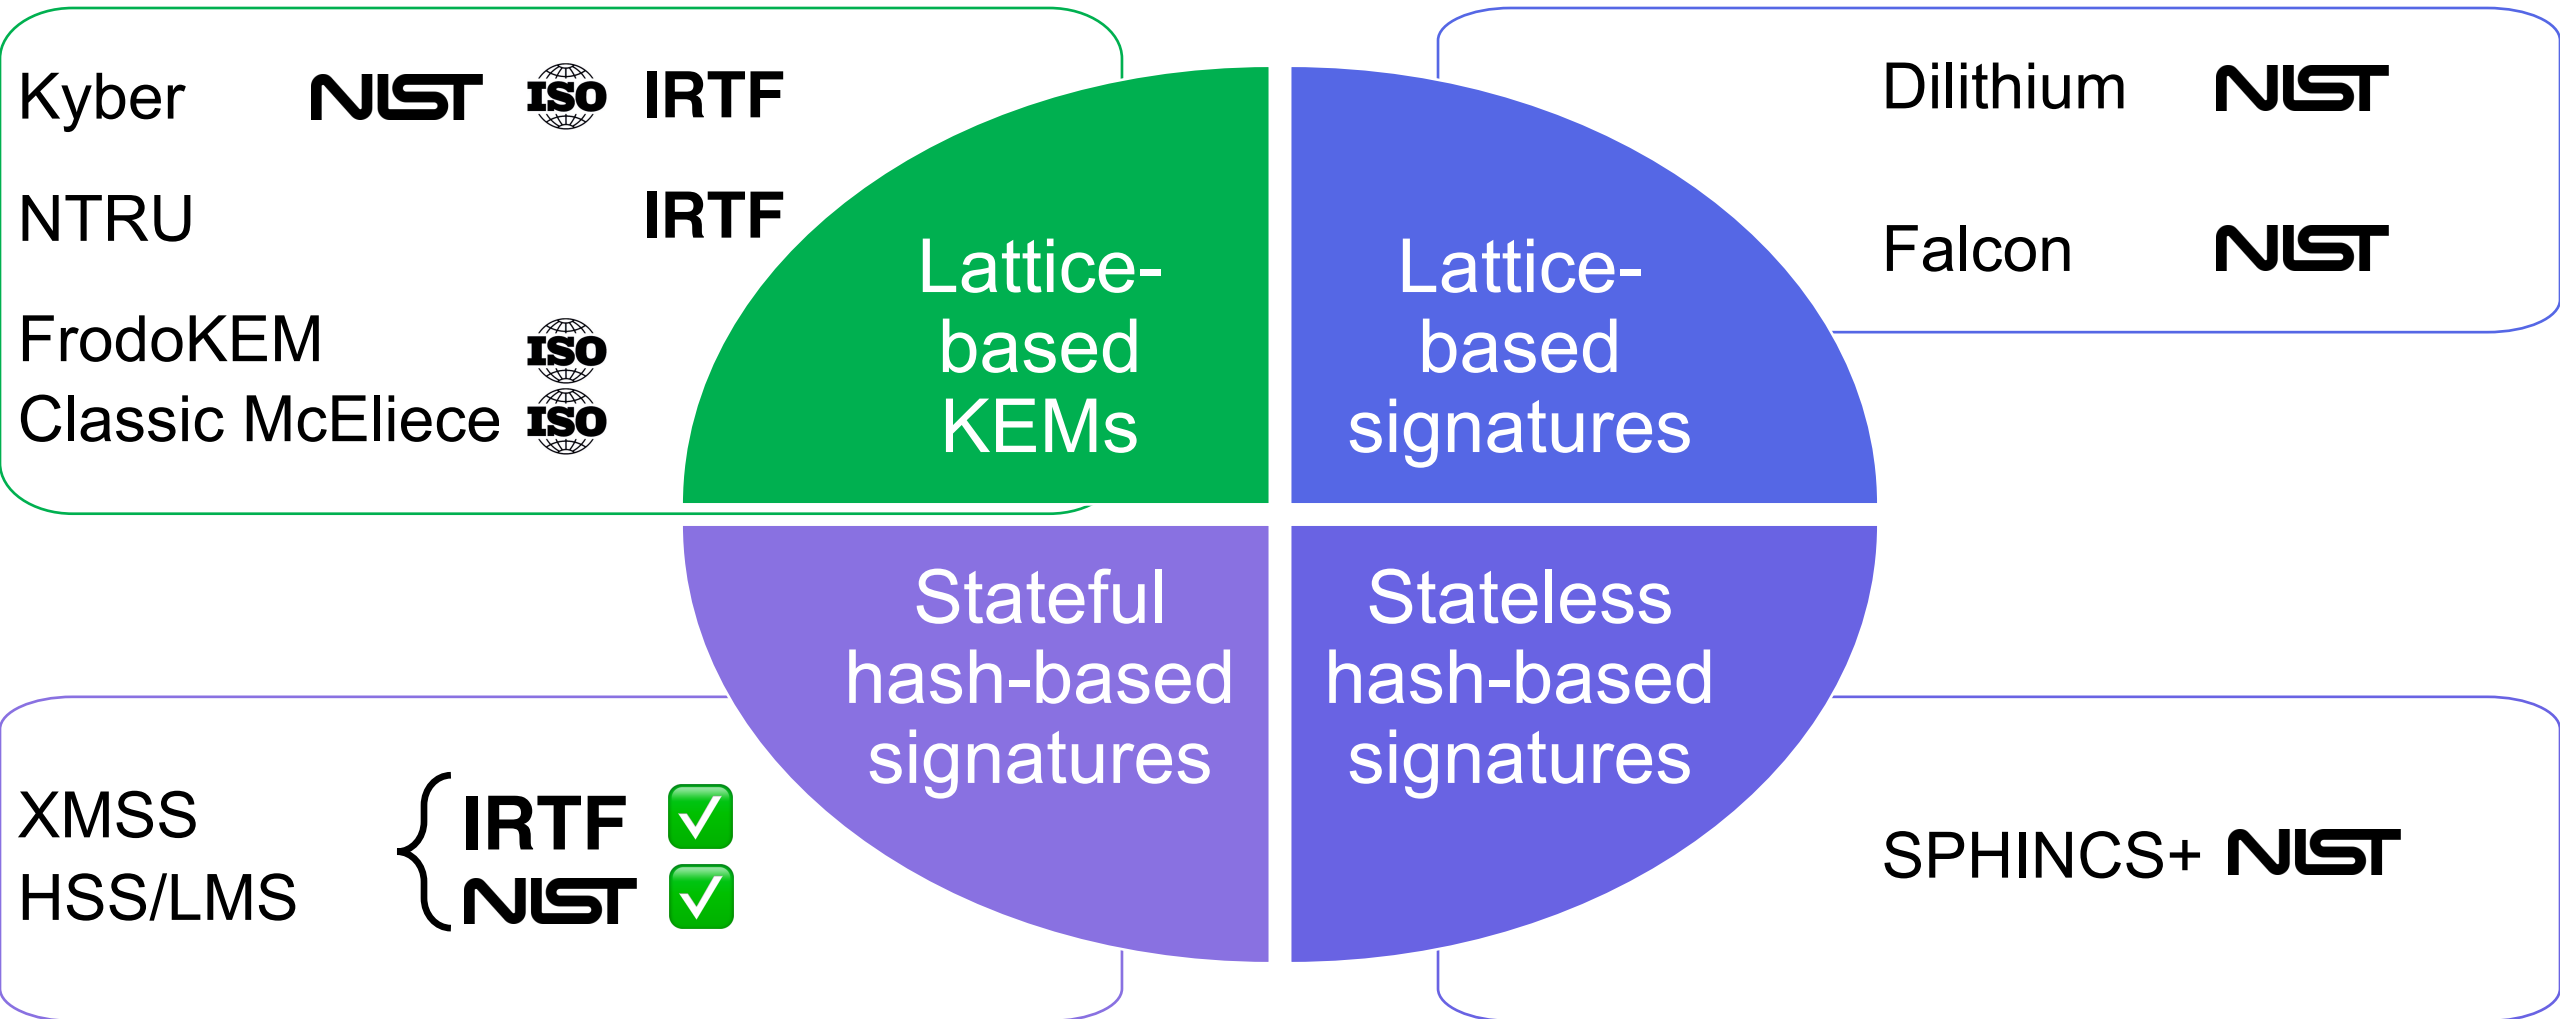 Kyber NIST ISO IRTF
NTRU IRTF
FrodoKEM ISO
Classic McEliece ISO
Lattice-
based
KEMs
Lattice-
based
signatures
Dilithium NIST
Falcon NIST
Stateful
hash-based
signatures
Stateless
hash-based
signatures
XMSS
HSS/LMS
IRTF ✅
NIST ✅
SPHINCS+ NIST